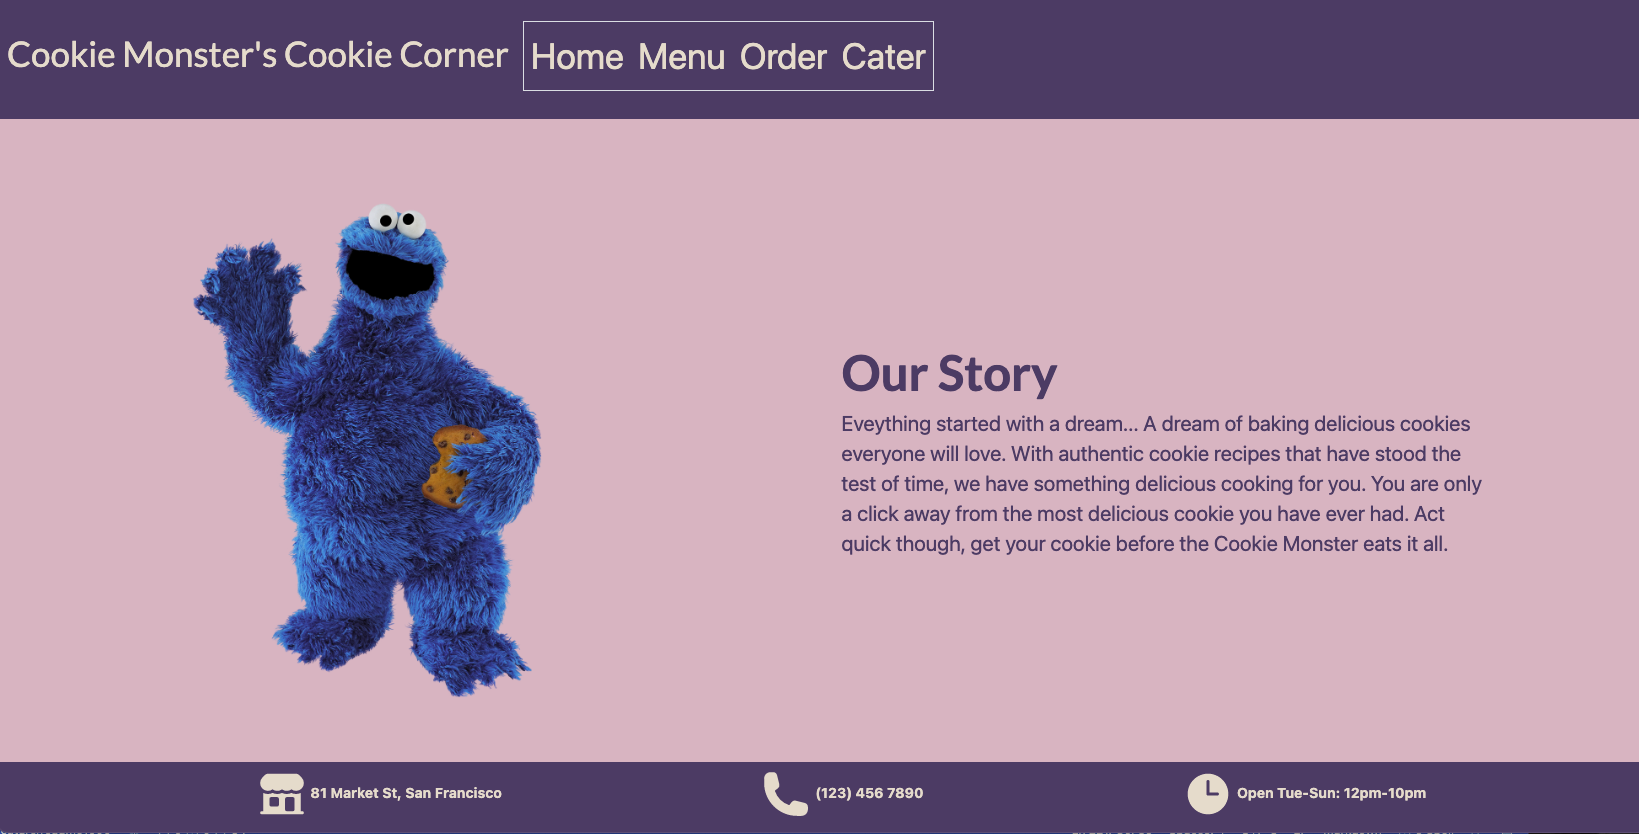 Cookie Monster's Cookie Corner Home Menu Order Cater
Our Story
Eveything started with a dream... A dream of baking delicious cookies
everyone will love. With authentic cookie recipes that have stood the
test of time, we have something delicious cooking for you. You are only
a click away from the most delicious cookie you have ever had. Act
quick though, get your cookie before the Cookie Monster eats it all.
81 Market St, San Francisco (123) 456 7890 Open Tue-Sun: 12pm-10pm